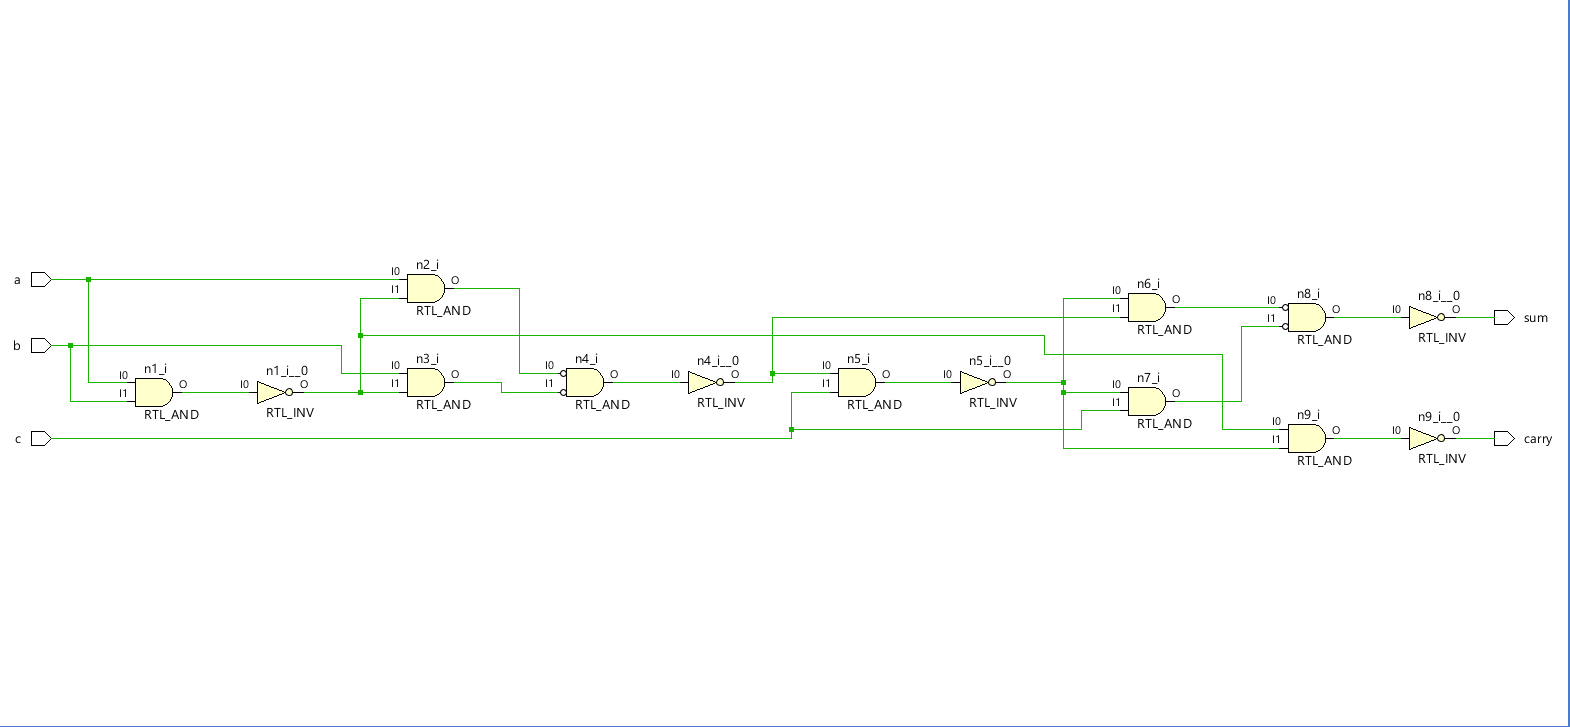 a
b
c
n1_i
I0
I1
O
RTL_AND
n1_i__0
I0
O
RTL_INV
n2_i
I0
I1
O
RTL_AND
n3_i
I0
I1
O
RTL_AND
n4_i
I0
I1
O
RTL_AND
n4_i__0
I0
O
RTL_INV
n5_i
I0
I1
O
RTL_AND
n5_i__0
I0
O
RTL_INV
n6_i
I0
I1
O
RTL_AND
n7_i
I0
I1
O
RTL_AND
n8_i
I0
I1
O
RTL_AND
n8_i__0
I0
O
RTL_INV
sum
n9_i
I0
I1
O
RTL_AND
n9_i__0
I0
O
RTL_INV
carry